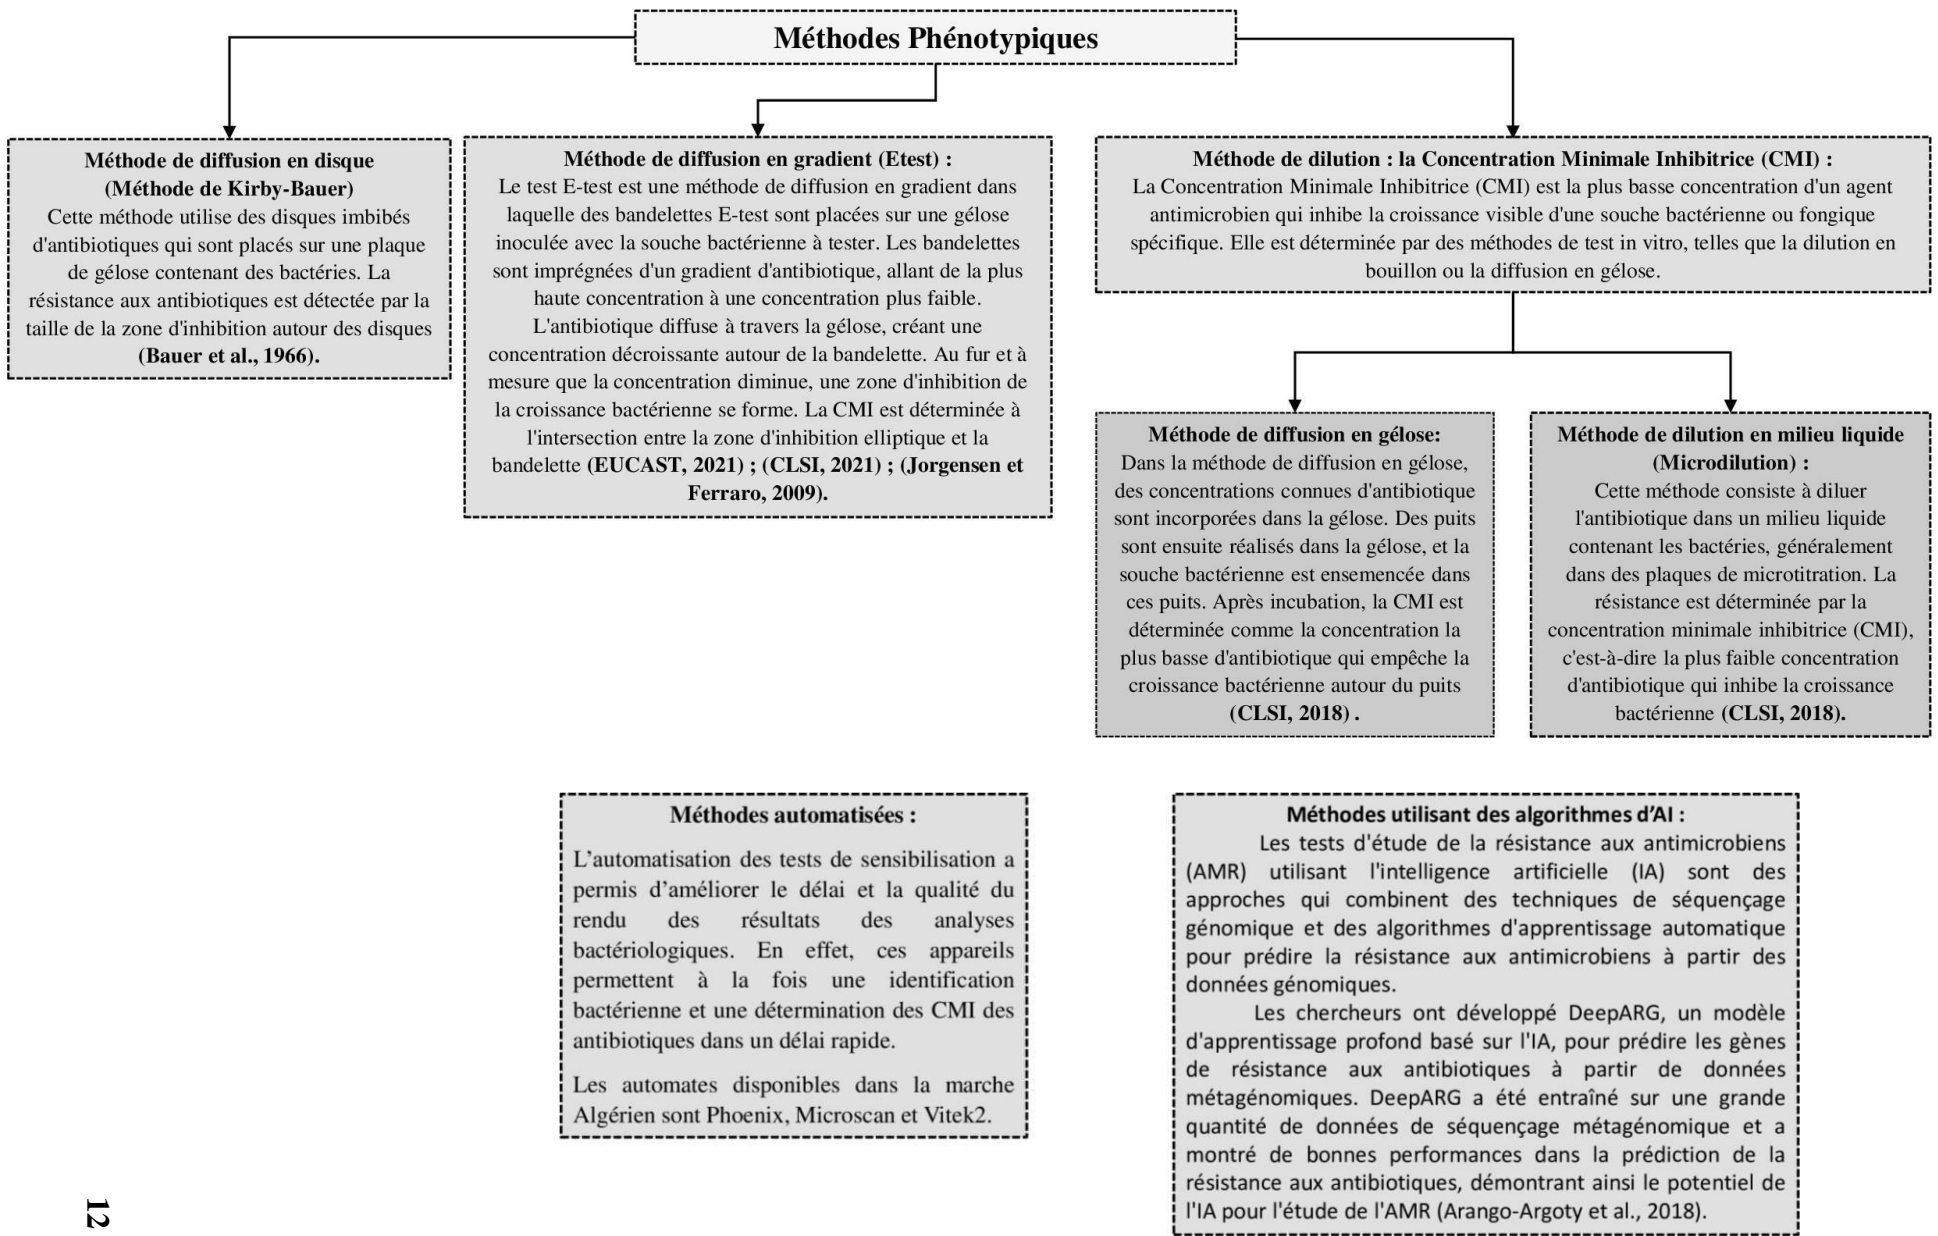 Méthodes Phénotypiques
Méthode de diffusion en disque
(Méthode de Kirby-Bauer)
Cette méthode utilise des disques imbibés
d'antibiotiques qui sont placés sur une plaque
de gélose contenant des bactéries. La
résistance aux antibiotiques est détectée par la
taille de la zone d'inhibition autour des disques
(Bauer et al., 1966).
Méthode de diffusion en gradient (Etest) :
Le test E-test est une méthode de diffusion en gradient dans
laquelle des bandelettes E-test sont placées sur une gélose
inoculée avec la souche bactérienne à tester. Les bandelettes
sont imprégnées d'un gradient d'antibiotique, allant de la plus
haute concentration à une concentration plus faible.
L'antibiotique diffuse à travers la gélose, créant une
concentration décroissante autour de la bandelette. Au fur et à
mesure que la concentration diminue, une zone d'inhibition de
la croissance bactérienne se forme. La CMI est déterminée à
l'intersection entre la zone d'inhibition elliptique et la
bandelette (EUCAST, 2021) ; (CLSI, 2021) ; (Jorgensen et
Ferraro, 2009).
Méthode de dilution : la Concentration Minimale Inhibitrice (CMI) :
La Concentration Minimale Inhibitrice (CMI) est la plus basse concentration d'un agent
antimicrobien qui inhibe la croissance visible d'une souche bactérienne ou fongique
spécifique. Elle est déterminée par des méthodes de test in vitro, telles que la dilution en
bouillon ou la diffusion en gélose.
Méthode de diffusion en gélose:
Dans la méthode de diffusion en gélose,
des concentrations connues d'antibiotique
sont incorporées dans la gélose. Des puits
sont ensuite réalisés dans la gélose, et la
souche bactérienne est ensemencée dans
ces puits. Après incubation, la CMI est
déterminée comme la concentration la
plus basse d'antibiotique qui empêche la
croissance bactérienne autour du puits
(CLSI, 2018) .
Méthode de dilution en milieu liquide
(Microdilution) :
Cette méthode consiste à diluer
l'antibiotique dans un milieu liquide
contenant les bactéries, généralement
dans des plaques de microtitration. La
résistance est déterminée par la
concentration minimale inhibitrice (CMI),
c'est-à-dire la plus faible concentration
d'antibiotique qui inhibe la croissance
bactérienne (CLSI, 2018).
Méthodes automatisées :
L’automatisation des tests de sensibilisation a
permis d’améliorer le délai et la qualité du
rendu des résultats des analyses
bactériologiques. En effet, ces appareils
permettent à la fois une identification
bactérienne et une détermination des CMI des
antibiotiques dans un délai rapide.
Les automates disponibles dans la marche
Algérien sont Phoenix, Microscan et Vitek2.
Méthodes utilisant des algorithmes d’AI :
Les tests d'étude de la résistance aux antimicrobiens
(AMR) utilisant l'intelligence artificielle (IA) sont des
approches qui combinent des techniques de séquençage
génomique et des algorithmes d'apprentissage automatique
pour prédire la résistance aux antimicrobiens à partir des
données génomiques.
Les chercheurs ont développé DeepARG, un modèle
d'apprentissage profond basé sur l'IA, pour prédire les gènes
de résistance aux antibiotiques à partir de données
métagénomiques. DeepARG a été entraîné sur une grande
quantité de données de séquençage métagénomique et a
montré de bonnes performances dans la prédiction de la
résistance aux antibiotiques, démontrant ainsi le potentiel de
l'IA pour l'étude de l'AMR (Arango-Argoty et al., 2018).
12